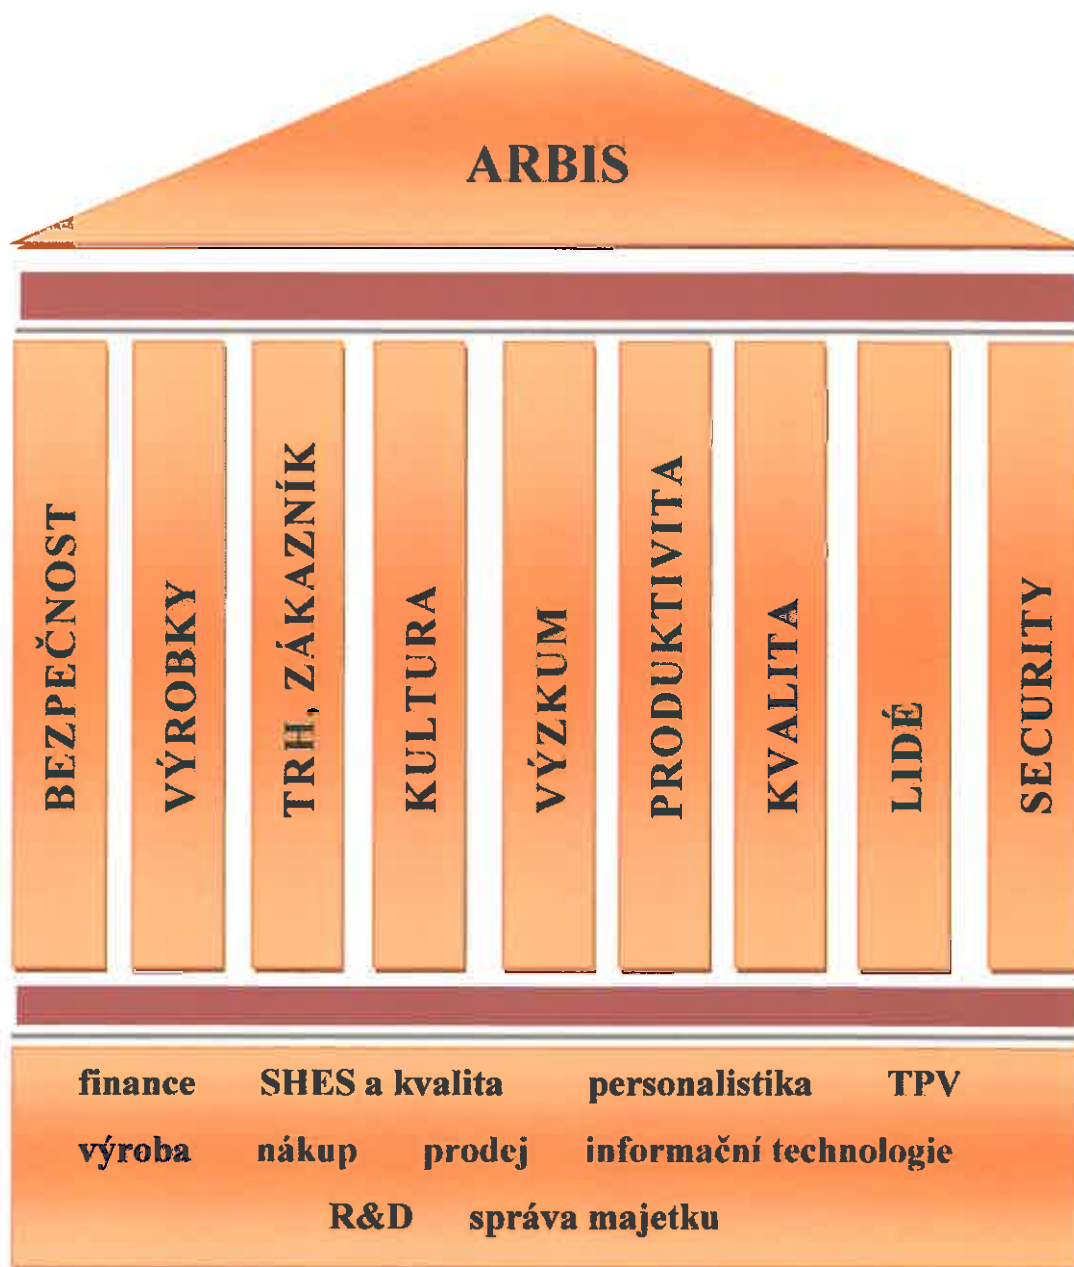 ARBIS
BEZPEČNOST
VÝROBKY
TRH, ZÁKAZNÍK
KULTURA
VÝZKUM
PRODUKTIVITA
KVALITA
LIDÉ
SECURITY
finance SHES a kvalita personalistika TPV
výroba nákup prodej informační technologie
R&D správa majetku